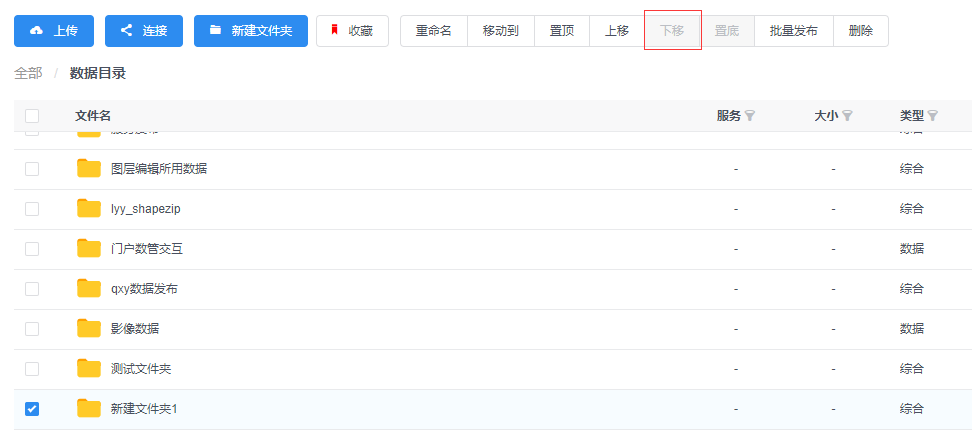 上传 连接 新建文件夹 收藏 重命名 移动到 置顶 上移 下移 置底 批量发布 删除
全部 / 数据目录
文件名 服务 大小 类型
图层编辑所用数据 - - 综合
lyy_shapezip - - 综合
门户数管交互 - - 数据
qxy数据发布 - - 综合
影像数据 - - 数据
测试文件夹 - - 综合
新建文件夹1 - - 综合